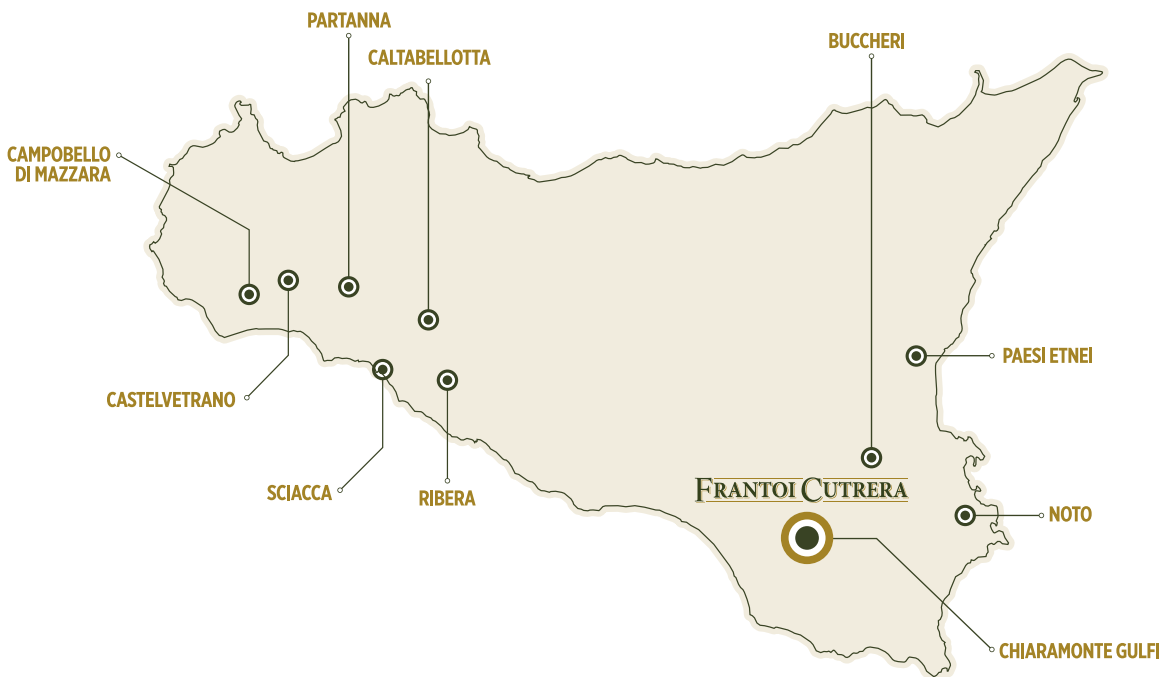 PARTANNA
BUCCHERI
CALTABELLOTTA
CAMPOBELLO
DI MAZZARA
PAESI ETNEI
CASTELVETRANO
SCIACCA
RIBERA
FRANTOI CUTRERA
NOTO
CHIARAMONTE GULFI